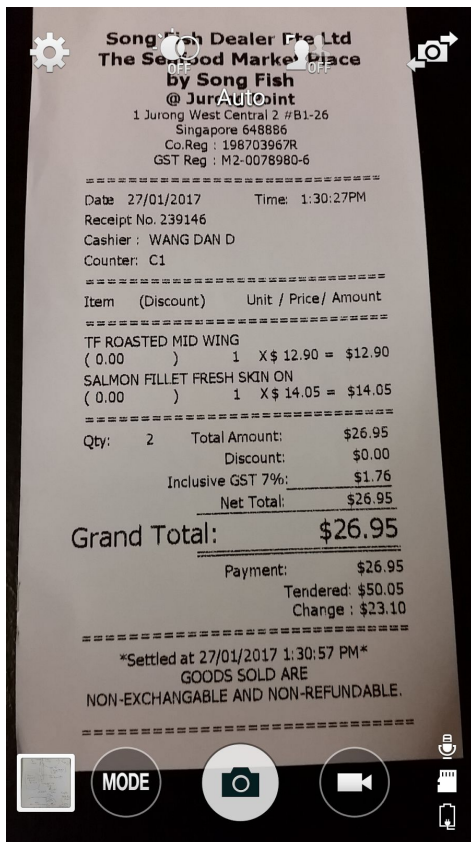 Song Fish Dealer Pte Ltd
The Seafood Market Place
by Song Fish
@ Jurong Point
Auto
OFF
OFF
1 Jurong West Central 2 #B1-26
Singapore 648886
Co.Reg : 198703967R
GST Reg : M2-0078980-6
Date 27/01/2017 Time: 1:30:27PM
Receipt No. 239146
Cashier : WANG DAN D
Counter: C1
Item (Discount) Unit / Price/ Amount
TF ROASTED MID WING
( 0.00 ) 1 X$ 12.90 = $12.90
SALMON FILLET FRESH SKIN ON
( 0.00 ) 1 X$ 14.05 = $14.05
Qty: 2 Total Amount: $26.95
Discount: $0.00
Inclusive GST 7%: $1.76
Net Total: $26.95
Grand Total: $26.95
Payment: $26.95
Tendered: $50.05
Change : $23.10
*Settled at 27/01/2017 1:30:57 PM*
GOODS SOLD ARE
NON-EXCHANGABLE AND NON-REFUNDABLE.
MODE